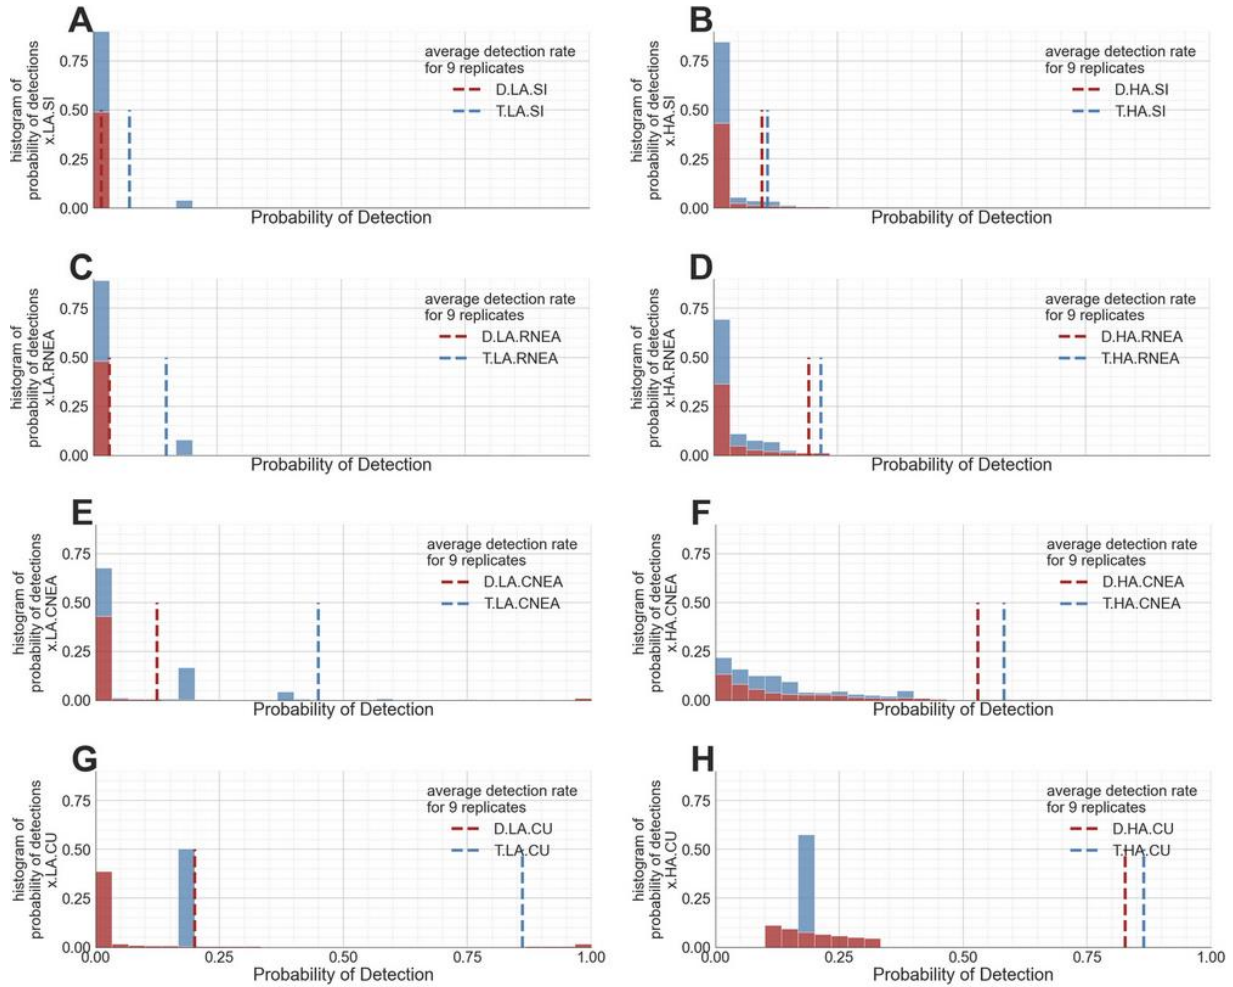 A
histogram of
probability of detections
x.LA.SI
0.75
0.50
0.25
0.00
average detection rate
for 9 replicates
D.LA.SI
T.LA.SI
Probability of Detection
B
histogram of
probability of detections
x.HA.SI
0.75
0.50
0.25
0.00
average detection rate
for 9 replicates
D.HA.SI
T.HA.SI
Probability of Detection
C
histogram of
probability of detections
x.LA.RNEA
0.75
0.50
0.25
0.00
average detection rate
for 9 replicates
D.LA.RNEA
T.LA.RNEA
Probability of Detection
D
histogram of
probability of detections
x.HA.RNEA
0.75
0.50
0.25
0.00
average detection rate
for 9 replicates
D.HA.RNEA
T.HA.RNEA
Probability of Detection
E
histogram of
probability of detections
x.LA.CNEA
0.75
0.50
0.25
0.00
average detection rate
for 9 replicates
D.LA.CNEA
T.LA.CNEA
Probability of Detection
F
histogram of
probability of detections
x.HA.CNEA
0.75
0.50
0.25
0.00
average detection rate
for 9 replicates
D.HA.CNEA
T.HA.CNEA
Probability of Detection
G
histogram of
probability of detections
x.LA.CU
0.75
0.50
0.25
0.00
average detection rate
for 9 replicates
D.LA.CU
T.LA.CU
0.00 0.25 0.50 0.75 1.00
Probability of Detection
H
histogram of
probability of detections
x.HA.CU
0.75
0.50
0.25
0.00
average detection rate
for 9 replicates
D.HA.CU
T.HA.CU
0.00 0.25 0.50 0.75 1.00
Probability of Detection